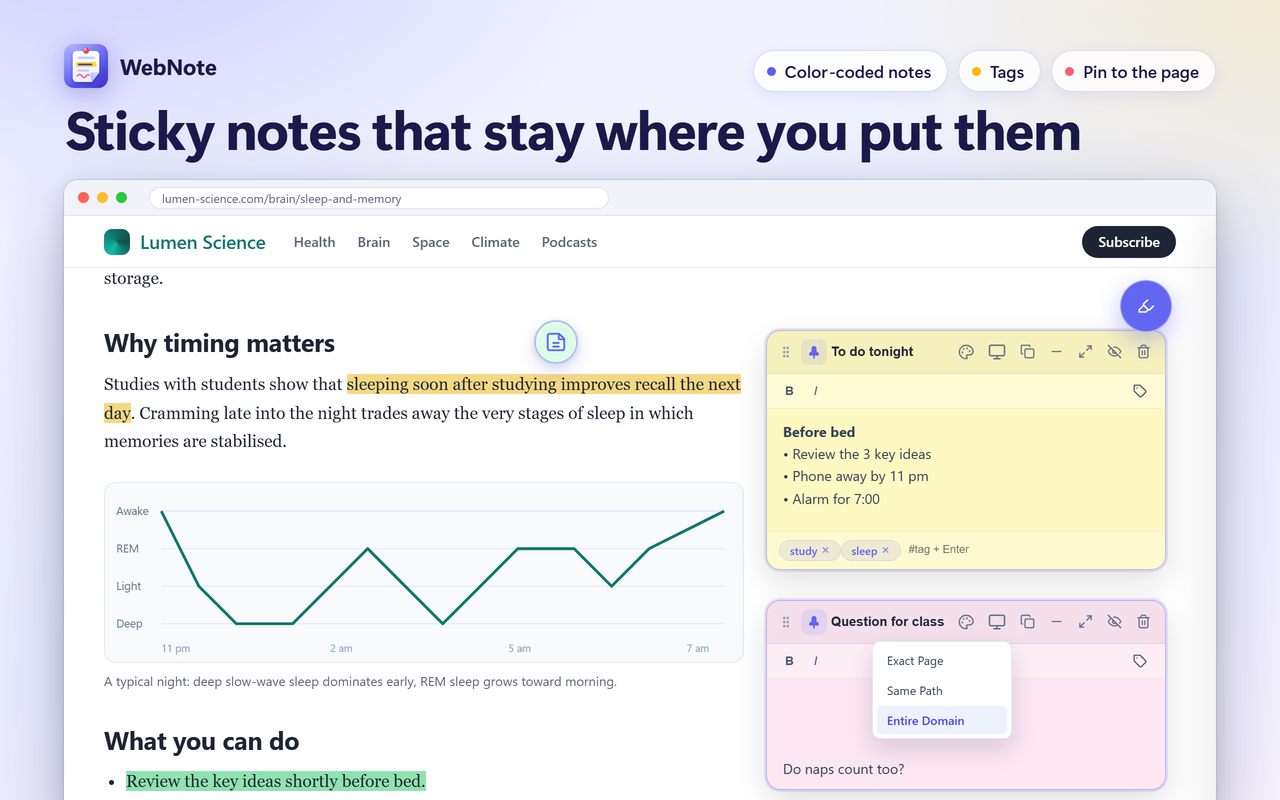 WebNote
Color-coded notes
Tags
Pin to the page
Sticky notes that stay where you put them
lumen-science.com/brain/sleep-and-memory
Lumen Science
Health
Brain
Space
Climate
Podcasts
Subscribe
storage.
Why timing matters
Studies with students show that sleeping soon after studying improves recall the next
day. Cramming late into the night trades away the very stages of sleep in which
memories are stabilised.
Awake
REM
Light
Deep
11 pm
2 am
5 am
7 am
A typical night: deep slow-wave sleep dominates early, REM sleep grows toward morning.
What you can do
• Review the key ideas shortly before bed.
To do tonight
B I
Before bed
• Review the 3 key ideas
• Phone away by 11 pm
• Alarm for 7:00
study ×
sleep ×
#tag + Enter
Question for class
B I
Exact Page
Same Path
Entire Domain
Do naps count too?